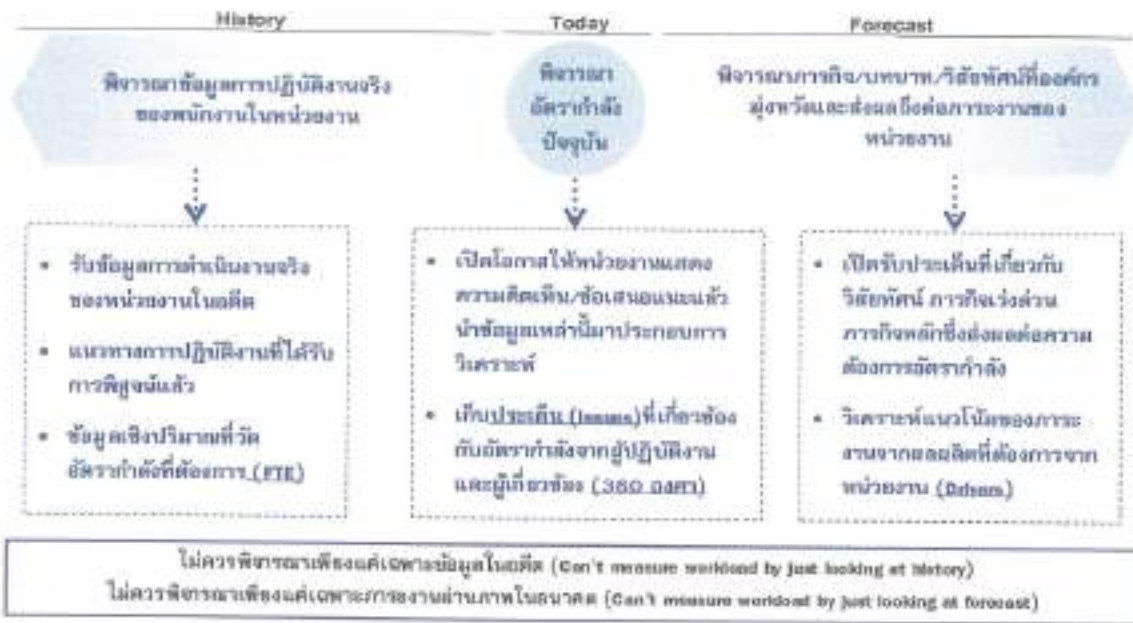 History
Today
Forecast
พิจารณาข้อมูลการปฏิบัติงานจริง
ของพนักงานในหน่วยงาน
พิจารณา
อัตรากำลัง
ปัจจุบัน
พิจารณาภารกิจ/บทบาท/วิสัยทัศน์ที่องค์กร
มุ่งหวังและส่งผลถึงต่อภาระงานของ
หน่วยงาน
• รับข้อมูลการดำเนินงานจริง
ของหน่วยงานในอดีต
• แนวทางการปฏิบัติงานที่ได้รับ
การพิสูจน์แล้ว
• ข้อมูลเชิงปริมาณที่วัด
อัตรากำลังที่ต้องการ (FTE)
• เปิดโอกาสให้หน่วยงานแสดง
ความคิดเห็น/ข้อเสนอแนะแล้ว
นำข้อมูลเหล่านี้มาประกอบการ
วิเคราะห์
• เก็บประเด็น (Issues)ที่เกี่ยวข้อง
กับอัตรากำลังจากผู้ปฏิบัติงาน
และผู้เกี่ยวข้อง (360 องศา)
• เปิดรับประเด็นที่เกี่ยวกับ
วิสัยทัศน์ ภารกิจเร่งด่วน
ภารกิจหลักซึ่งส่งผลต่อความ
ต้องการอัตรากำลัง
• วิเคราะห์แนวโน้มของภาระ
งานจากผลผลิตที่ต้องการจาก
หน่วยงาน (Drivers)
ไม่ควรพิจารณาเพียงแค่เฉพาะข้อมูลในอดีต (Can't measure workload by just looking at history)
ไม่ควรพิจารณาเพียงแค่เฉพาะภาระงานผ่านภาพในอนาคต (Can't measure workload by just looking at forecast)